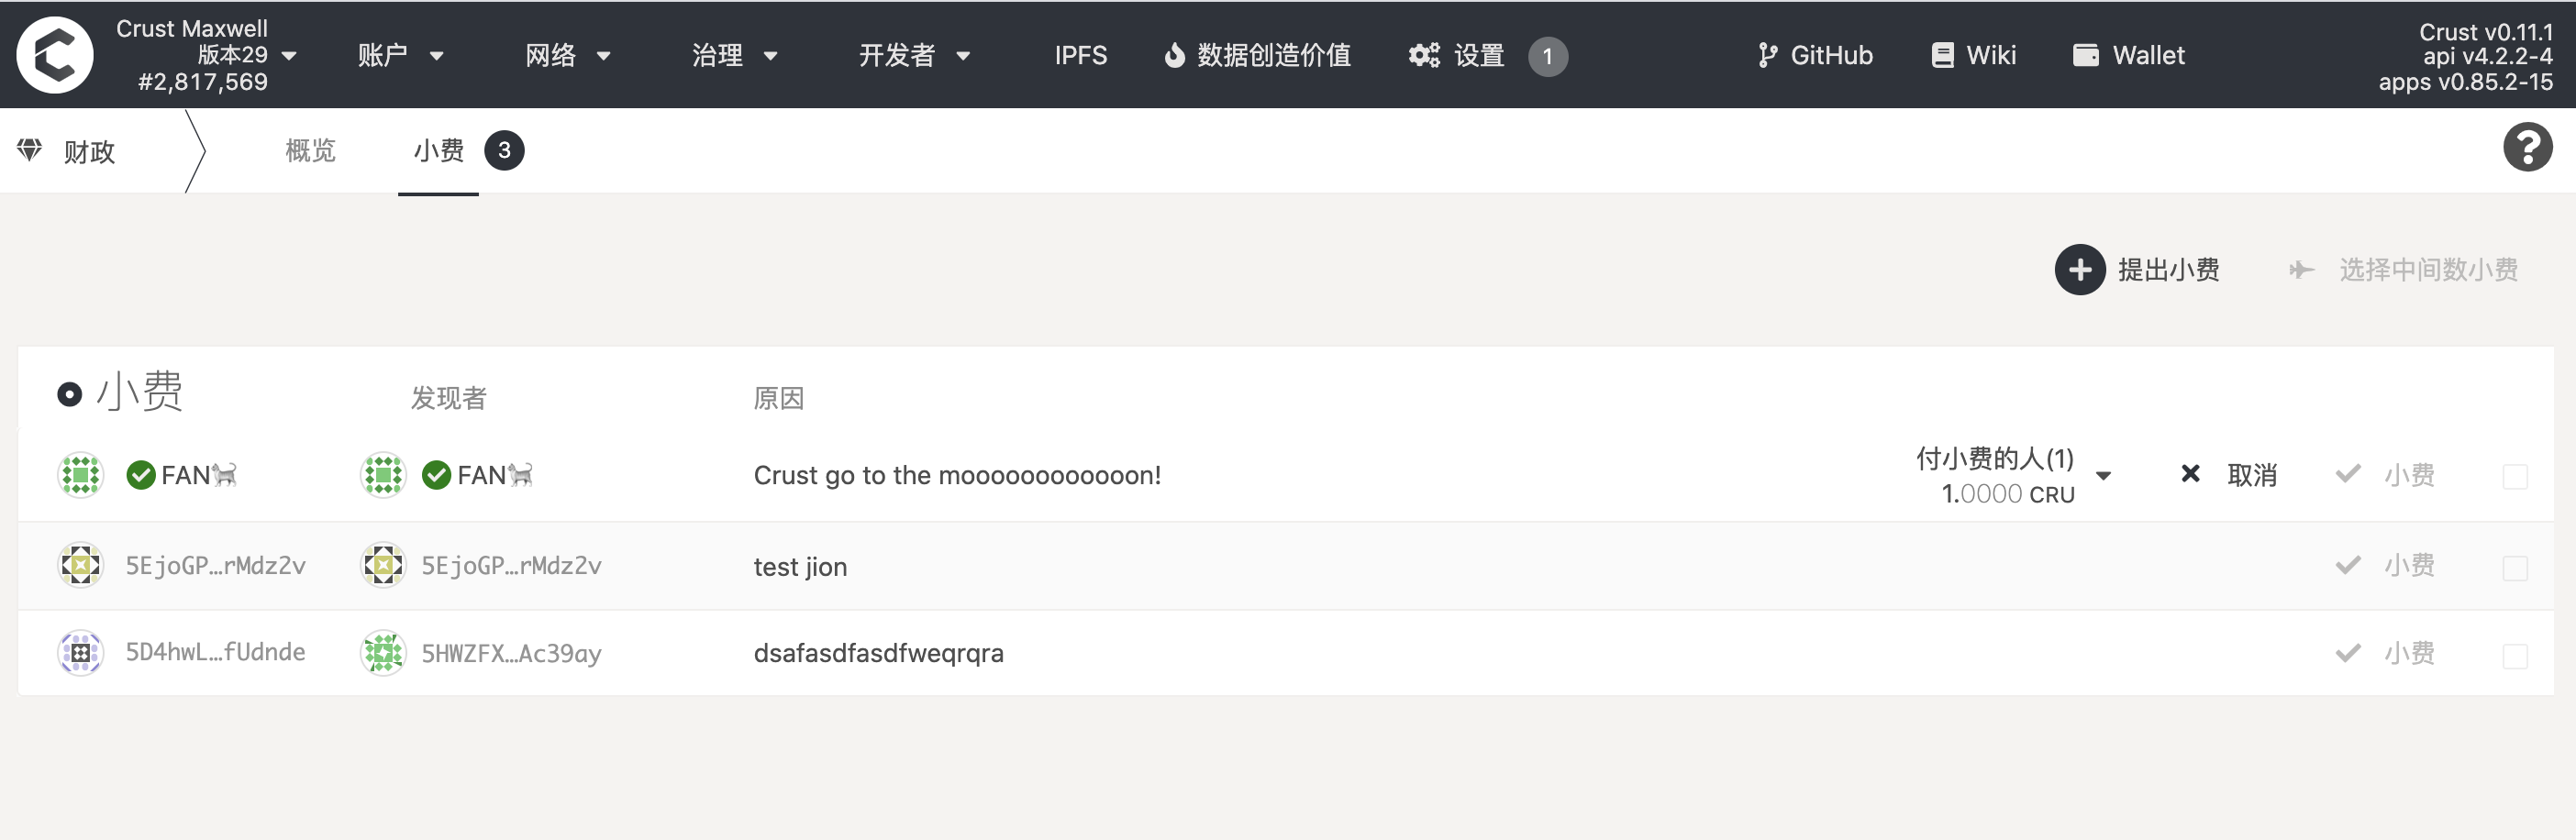 Crust Maxwell
版本29
#2,817,569
账户
网络
治理
开发者
IPFS
数据创造价值
设置
1
GitHub
Wiki
Wallet
Crust v0.11.1
api v4.2.2-4
apps v0.85.2-15
财政
概览
小费
3
提出小费
选择中间数小费
小费
发现者
原因
FAN🐈
FAN🐈
Crust go to the moooooooooooon!
付小费的人(1)
1.0000 CRU
取消
小费
5EjoGP…rMdz2v
5EjoGP…rMdz2v
test jion
小费
5D4hwL…fUdnde
5HWZFX…Ac39ay
dsafasdfasdfweqrqra
小费